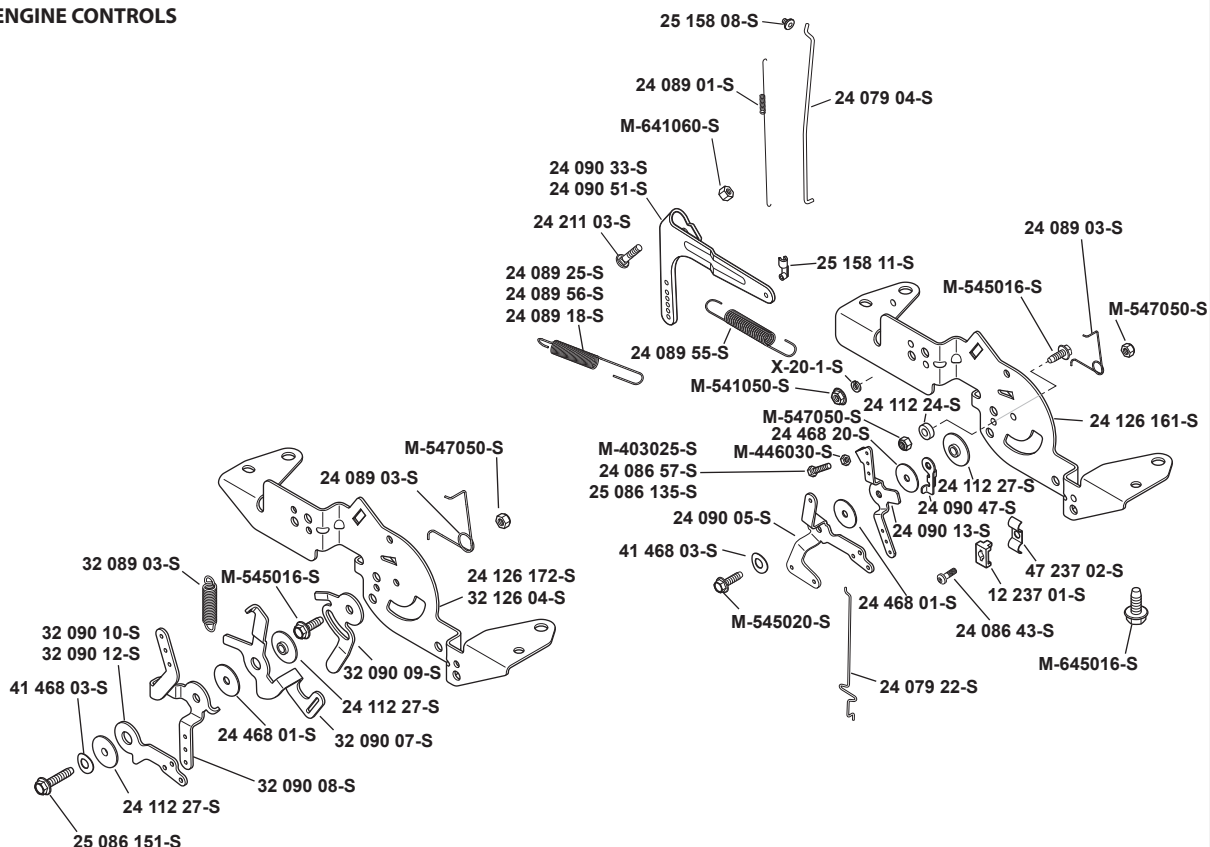 ENGINE CONTROLS
25 158 08-S
24 089 01-S
24 079 04-S
M-641060-S
24 090 33-S
24 090 51-S
24 211 03-S
24 089 03-S
25 158 11-S
24 089 25-S
24 089 56-S
24 089 18-S
M-545016-S
M-547050-S
24 089 55-S
X-20-1-S
M-541050-S
24 112 24-S
M-547050-S
24 126 161-S
24 468 20-S
M-403025-S
M-446030-S
24 086 57-S
25 086 135-S
24 112 27-S
24 090 47-S
24 090 05-S
24 090 13-S
41 468 03-S
47 237 02-S
12 237 01-S
24 468 01-S
M-545020-S
24 086 43-S
M-645016-S
24 079 22-S
M-547050-S
24 089 03-S
32 089 03-S
M-545016-S
24 126 172-S
32 126 04-S
32 090 10-S
32 090 12-S
32 090 09-S
41 468 03-S
24 112 27-S
24 468 01-S
32 090 07-S
32 090 08-S
24 112 27-S
25 086 151-S